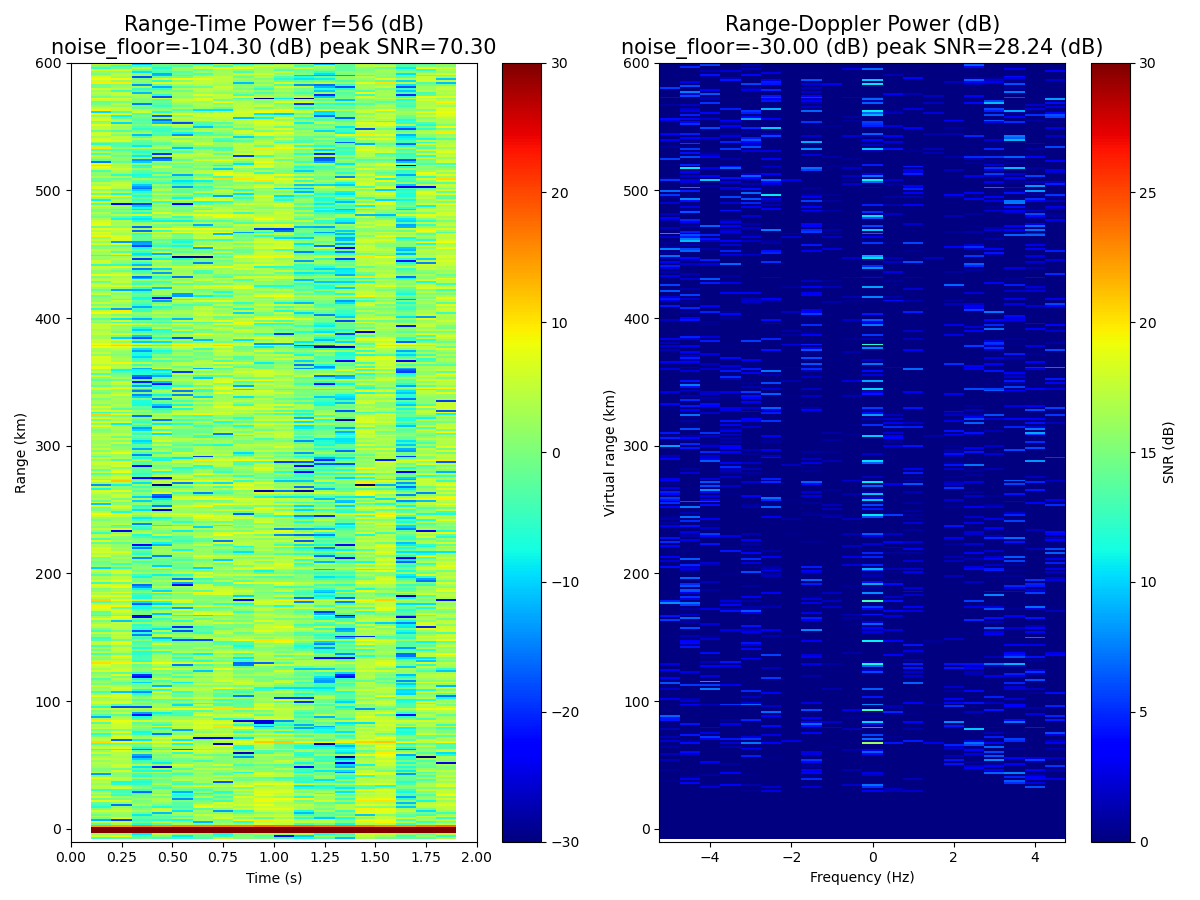 Range-Time Power f=56 (dB)
noise_floor=-104.30 (dB) peak SNR=70.30
Range (km)
600
500
400
300
200
100
0
0.00 0.25 0.50 0.75 1.00 1.25 1.50 1.75 2.00
Time (s)
30
20
10
0
−10
−20
−30
Range-Doppler Power (dB)
noise_floor=-30.00 (dB) peak SNR=28.24 (dB)
Virtual range (km)
600
500
400
300
200
100
0
−4 −2 0 2 4
Frequency (Hz)
30
25
20
15
10
5
0
SNR (dB)